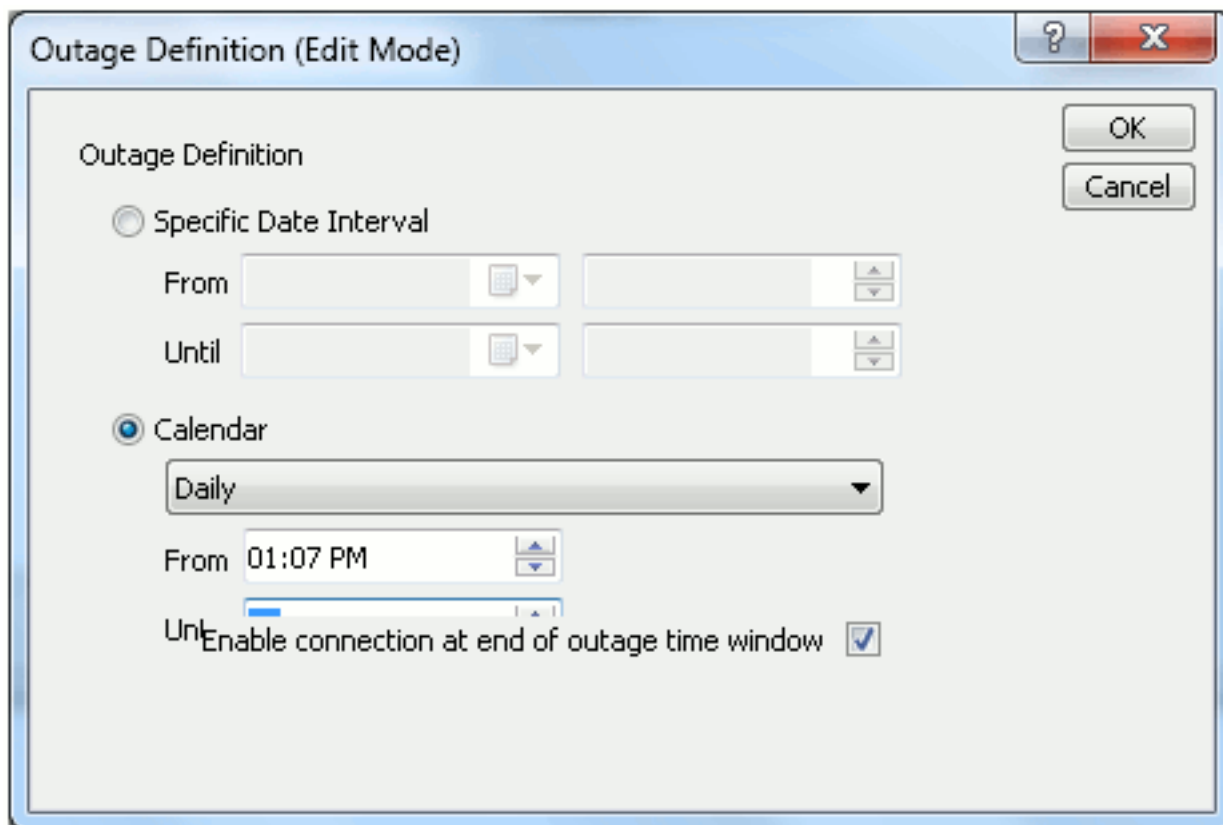 Outage Definition (Edit Mode)
?
X
OK
Outage Definition
Cancel
Specific Date Interval
From
Until
Calendar
Daily
From 01:07 PM
Enable connection at end of outage time window